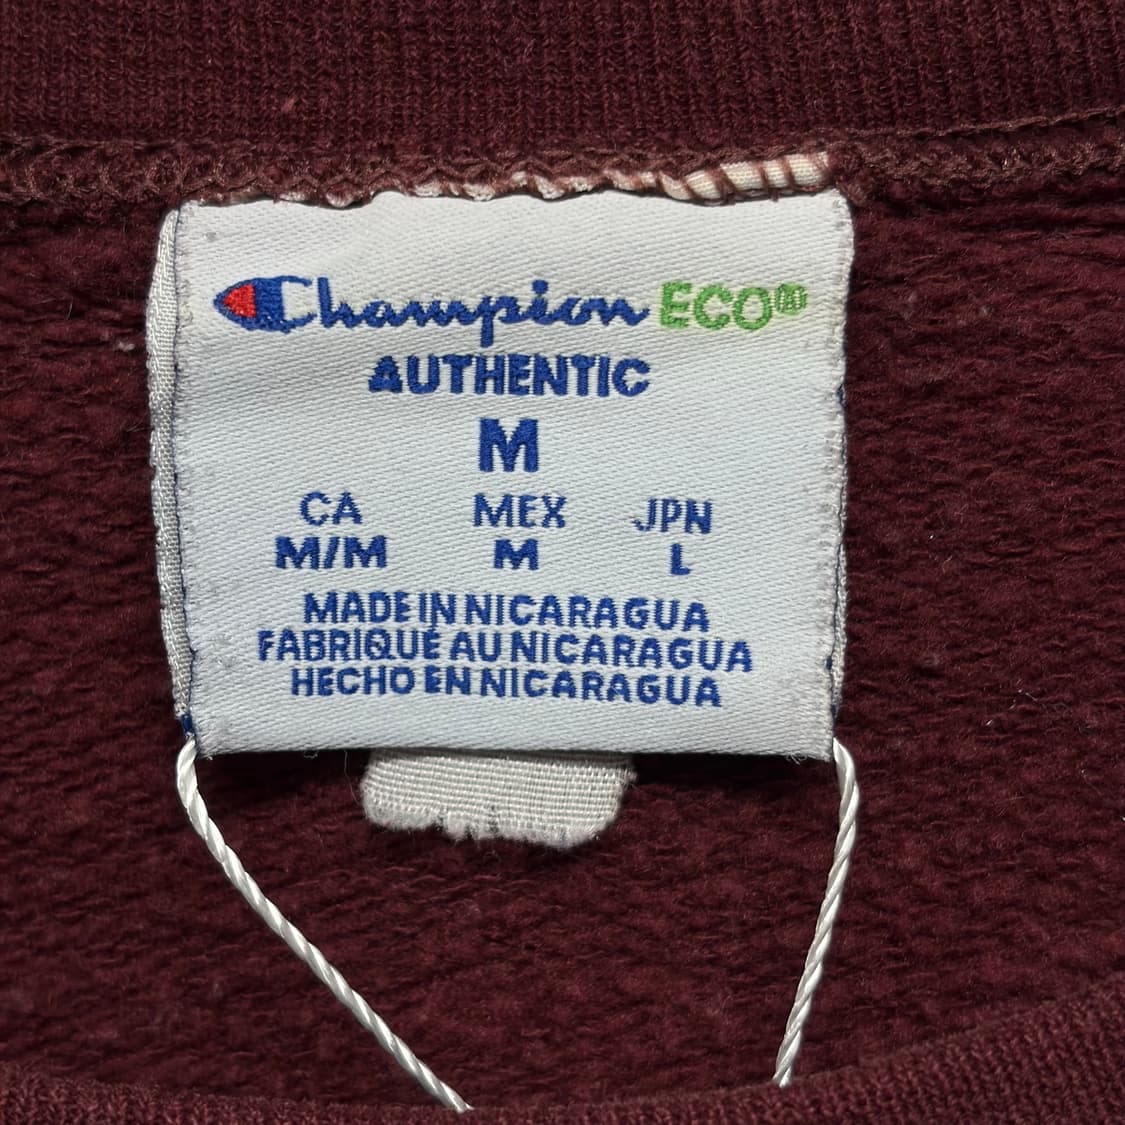 Champion ECO®
AUTHENTIC
M
CA MEX JPN
M/M M L
MADE IN NICARAGUA
FABRIQUÉ AU NICARAGUA
HECHO EN NICARAGUA